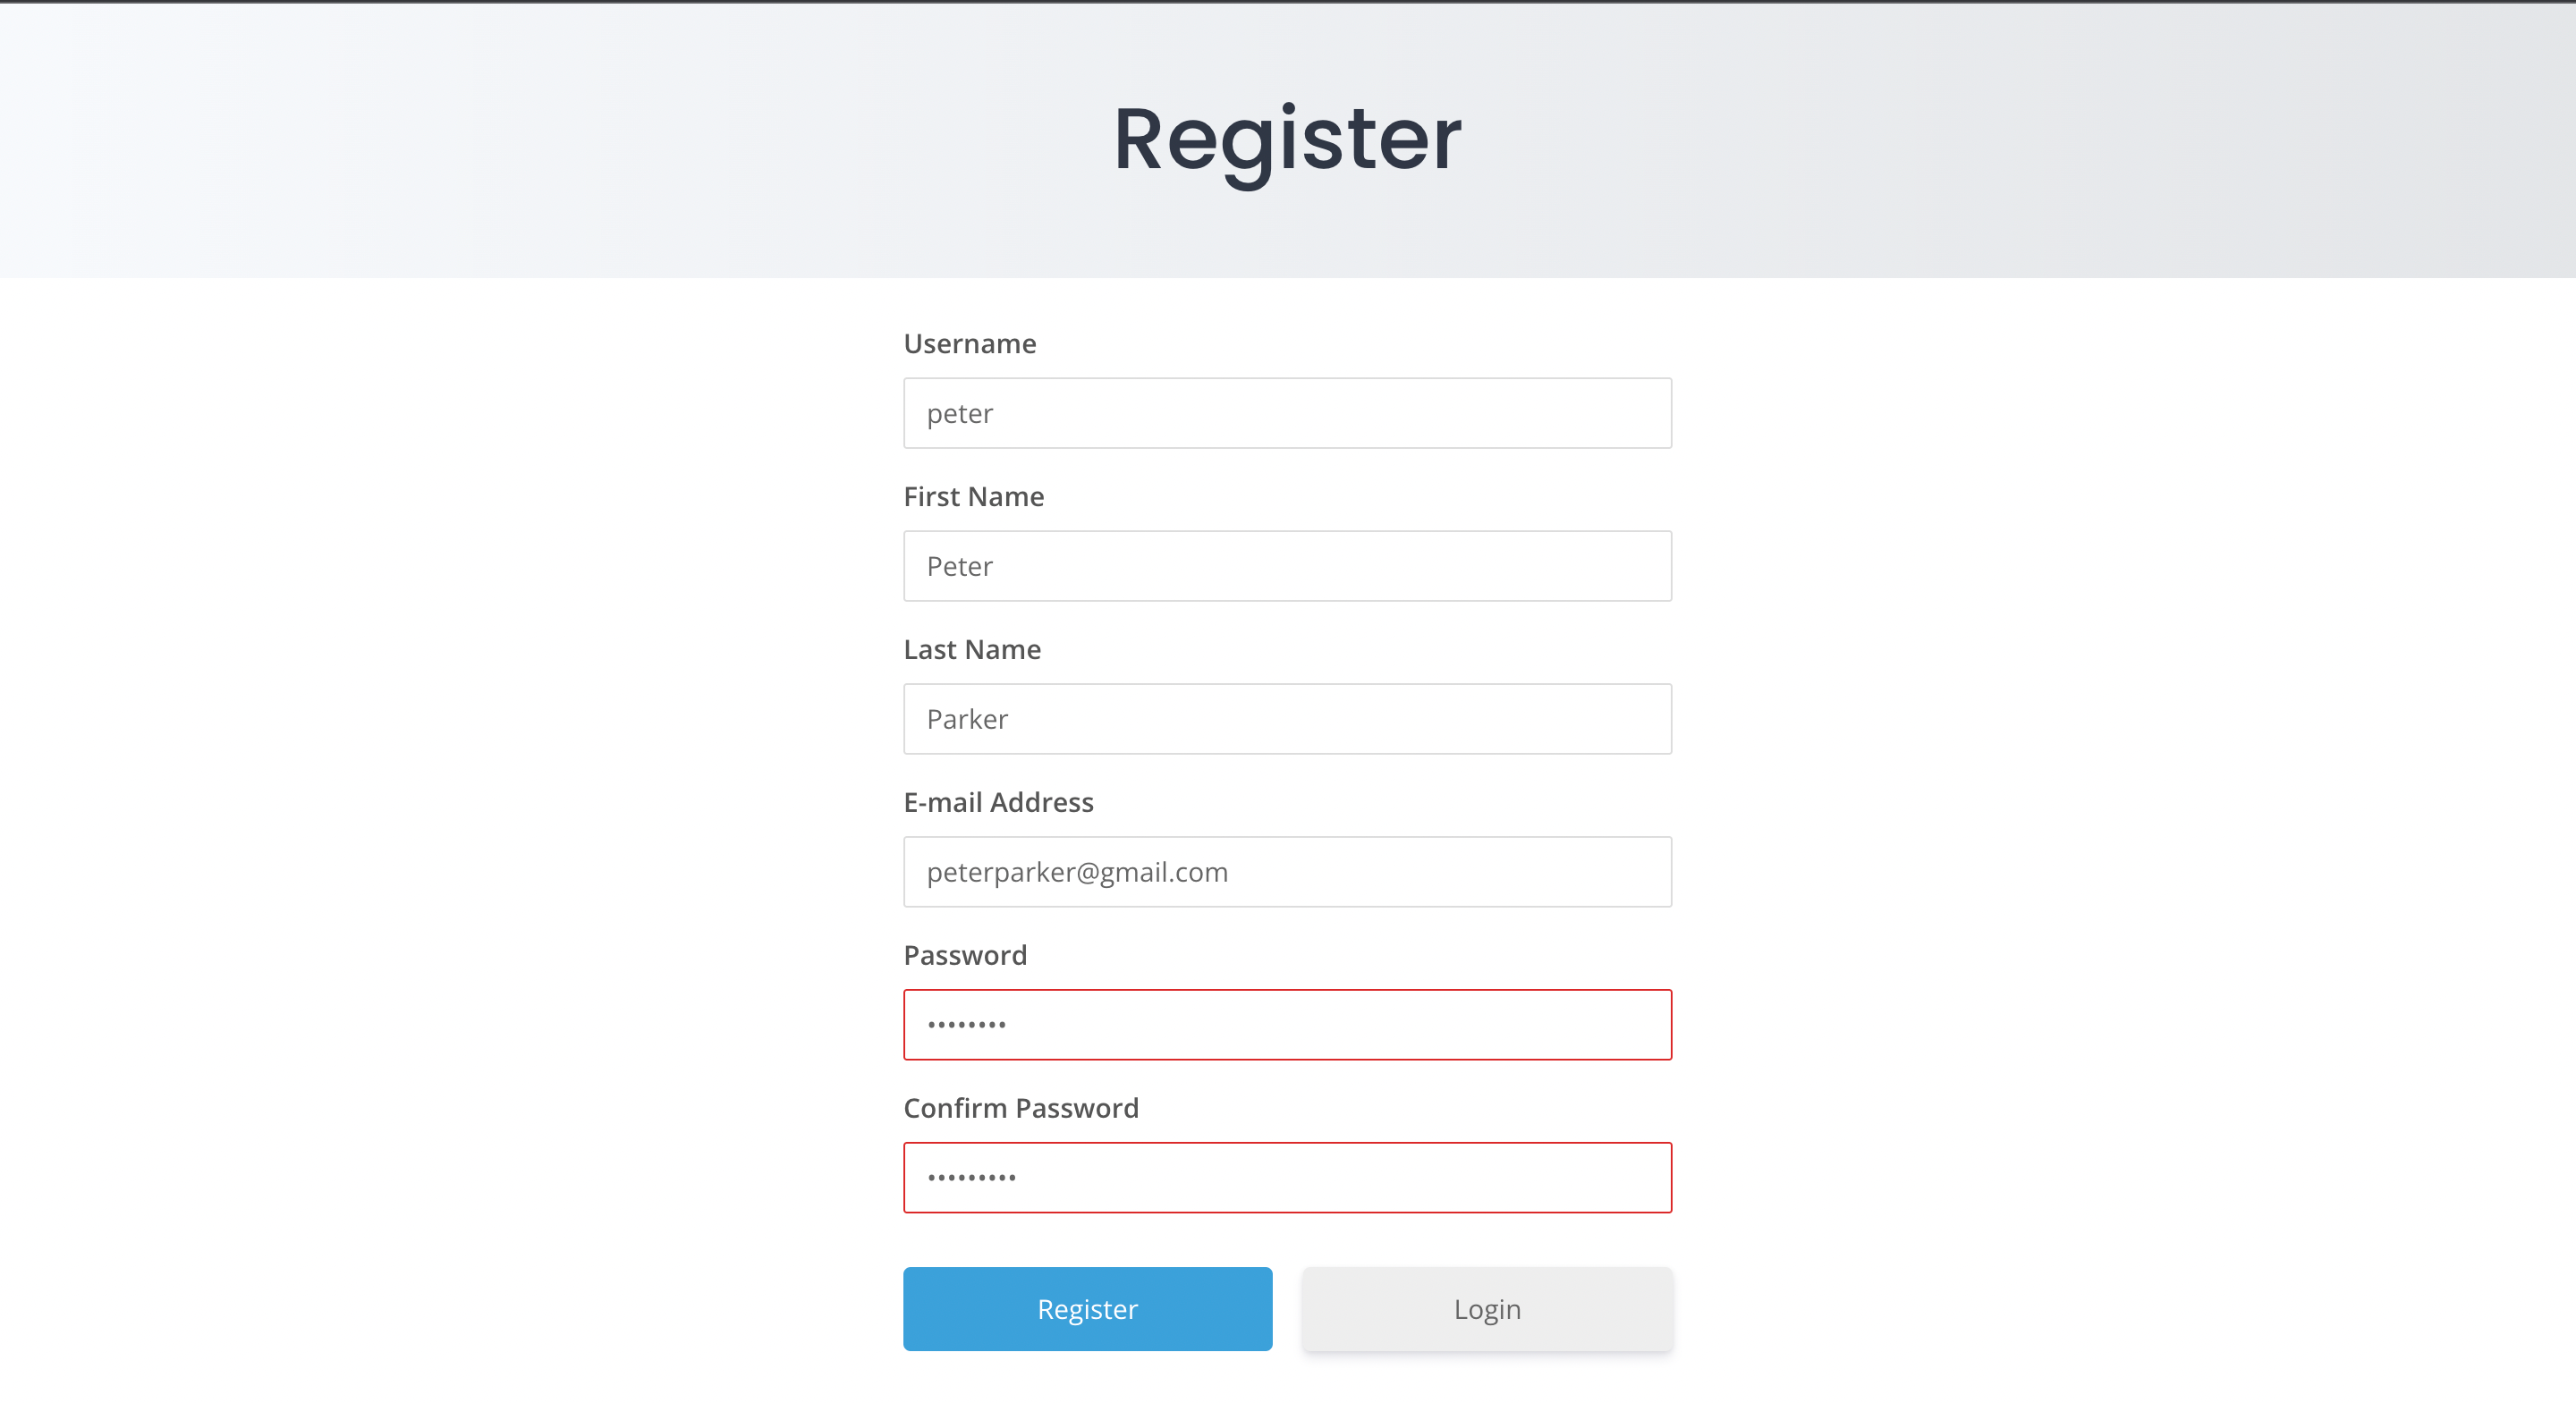 Register
Username
peter
First Name
Peter
Last Name
Parker
E-mail Address
peterparker@gmail.com
Password
••••••••
Confirm Password
•••••••••
Register
Login